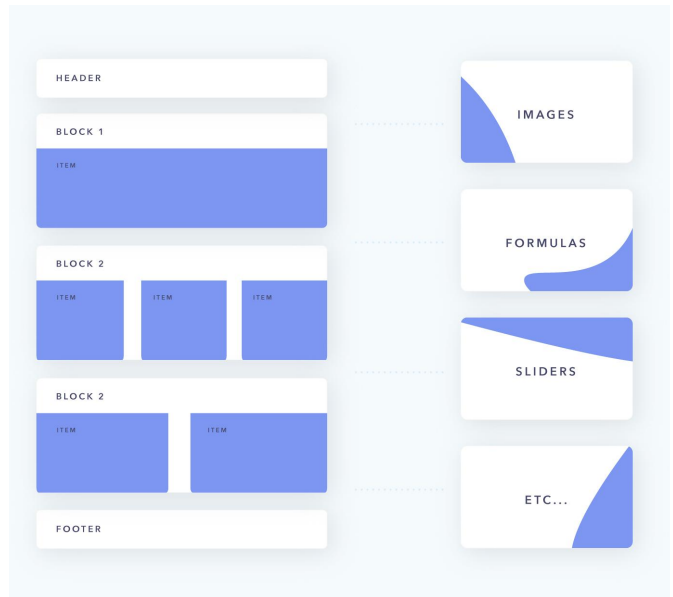 HEADER
BLOCK 1
ITEM
BLOCK 2
ITEM ITEM ITEM
BLOCK 2
ITEM ITEM
FOOTER
IMAGES
FORMULAS
SLIDERS
ETC...